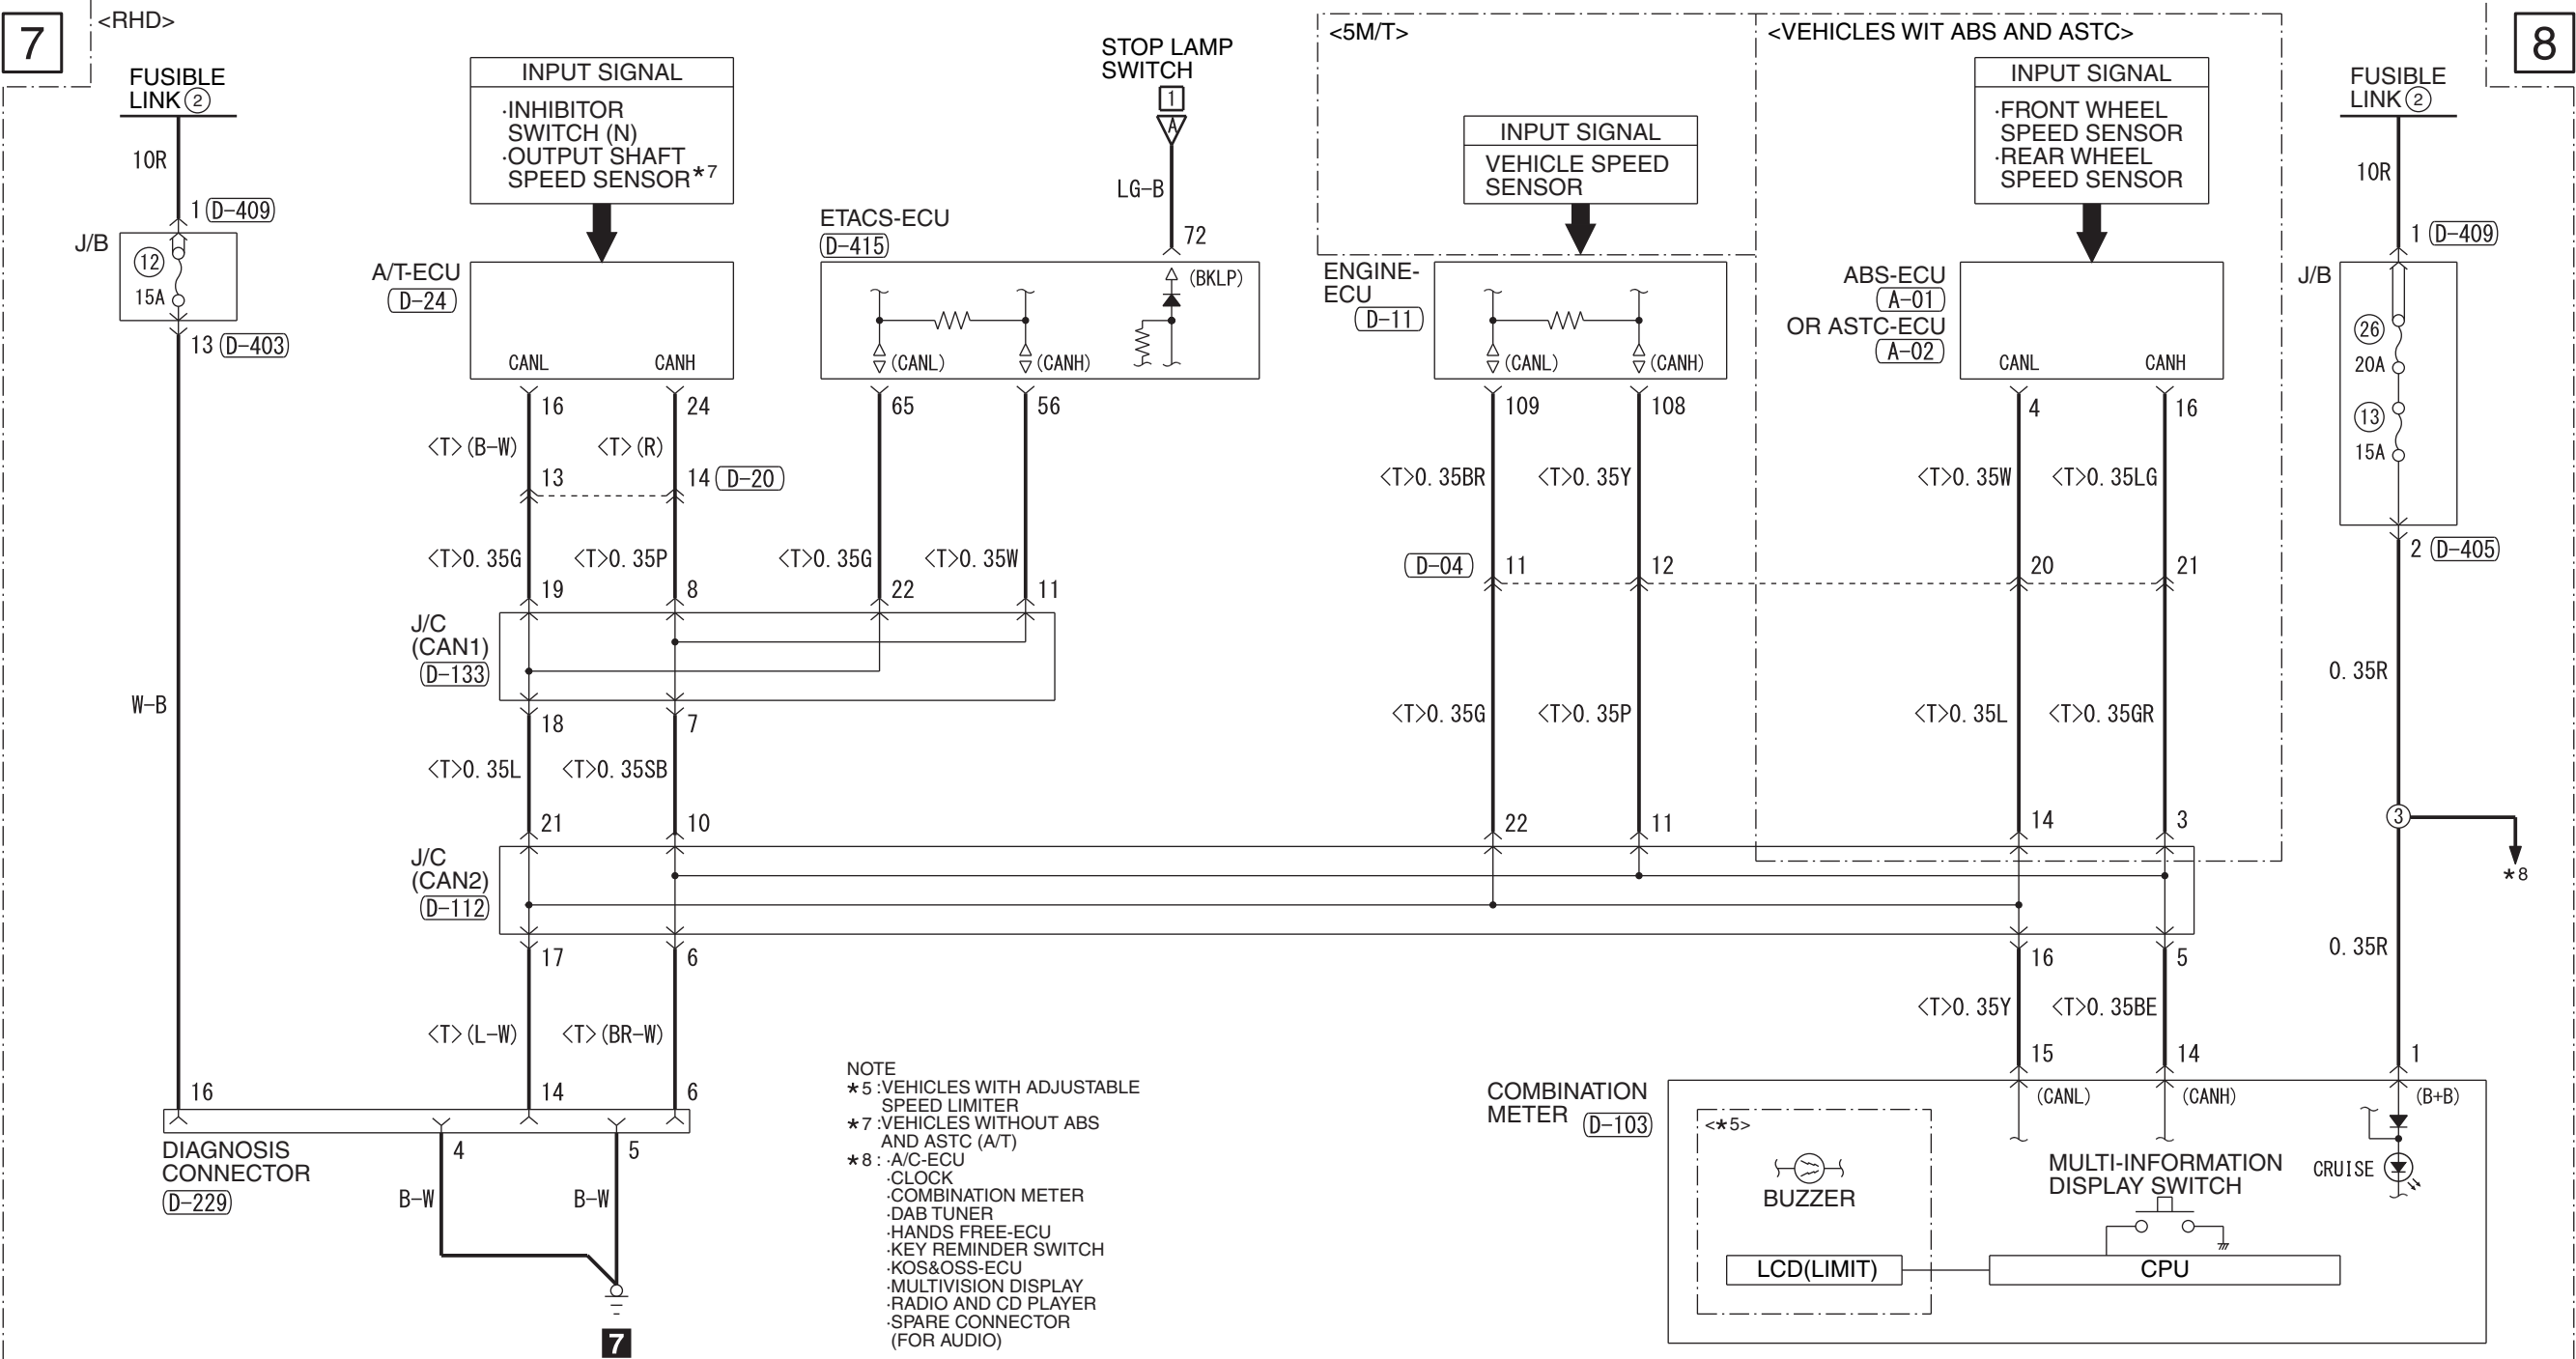 7
<RHD>
FUSIBLE
LINK ②
10R
1 (D-409)
J/B
12
15A
13 (D-403)
W-B
16
DIAGNOSIS
CONNECTOR
(D-229)
INPUT SIGNAL
·INHIBITOR
SWITCH (N)
·OUTPUT SHAFT
SPEED SENSOR*7
A/T-ECU
(D-24)
CANL
CANH
16
24
<T>(B-W)
<T>(R)
13
14 (D-20)
<T>0.35G
<T>0.35P
19
8
J/C
(CAN1)
(D-133)
18
7
<T>0.35L
<T>0.35SB
21
10
J/C
(CAN2)
(D-112)
17
6
<T>(L-W)
<T>(BR-W)
14
6
4
5
B-W
B-W
7
STOP LAMP
SWITCH
1
A
LG-B
72
ETACS-ECU
(D-415)
(BKLP)
(CANL)
(CANH)
65
56
<T>0.35G
<T>0.35W
22
11
NOTE
*5 :VEHICLES WITH ADJUSTABLE
SPEED LIMITER
*7 :VEHICLES WITHOUT ABS
AND ASTC (A/T)
*8 : ·A/C-ECU
·CLOCK
·COMBINATION METER
·DAB TUNER
·HANDS FREE-ECU
·KEY REMINDER SWITCH
·KOS&OSS-ECU
·MULTIVISION DISPLAY
·RADIO AND CD PLAYER
·SPARE CONNECTOR
(FOR AUDIO)
<5M/T>
INPUT SIGNAL
VEHICLE SPEED
SENSOR
ENGINE-
ECU
(D-11)
(CANL)
(CANH)
109
108
<T>0.35BR
<T>0.35Y
(D-04)
11
12
<T>0.35G
<T>0.35P
22
11
<VEHICLES WIT ABS AND ASTC>
INPUT SIGNAL
·FRONT WHEEL
SPEED SENSOR
·REAR WHEEL
SPEED SENSOR
ABS-ECU
(A-01)
OR ASTC-ECU
(A-02)
CANL
CANH
4
16
<T>0.35W
<T>0.35LG
20
21
<T>0.35L
<T>0.35GR
14
3
16
5
<T>0.35Y
<T>0.35BE
15
14
8
FUSIBLE
LINK ②
10R
1 (D-409)
J/B
26
20A
13
15A
2 (D-405)
0.35R
3
*8
0.35R
1
COMBINATION
METER (D-103)
(CANL)
(CANH)
(B+B)
<*5>
BUZZER
LCD(LIMIT)
MULTI-INFORMATION
DISPLAY SWITCH
CPU
CRUISE